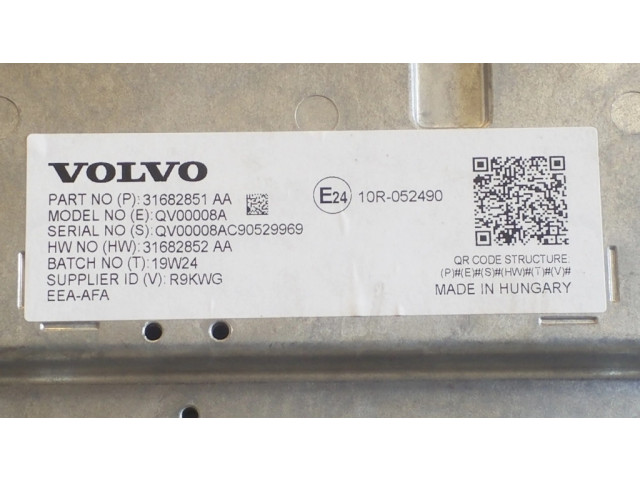 VOLVO
PART NO (P): 31682851 AA
MODEL NO (E): QV00008A
SERIAL NO (S): QV00008AC90529969
HW NO (HW): 31682852 AA
BATCH NO (T): 19W24
SUPPLIER ID (V): R9KWG
EEA-AFA
E24 10R-052490
QR CODE STRUCTURE:
(P)#(E)#(S)#(HW)#(T)#(V)#
MADE IN HUNGARY